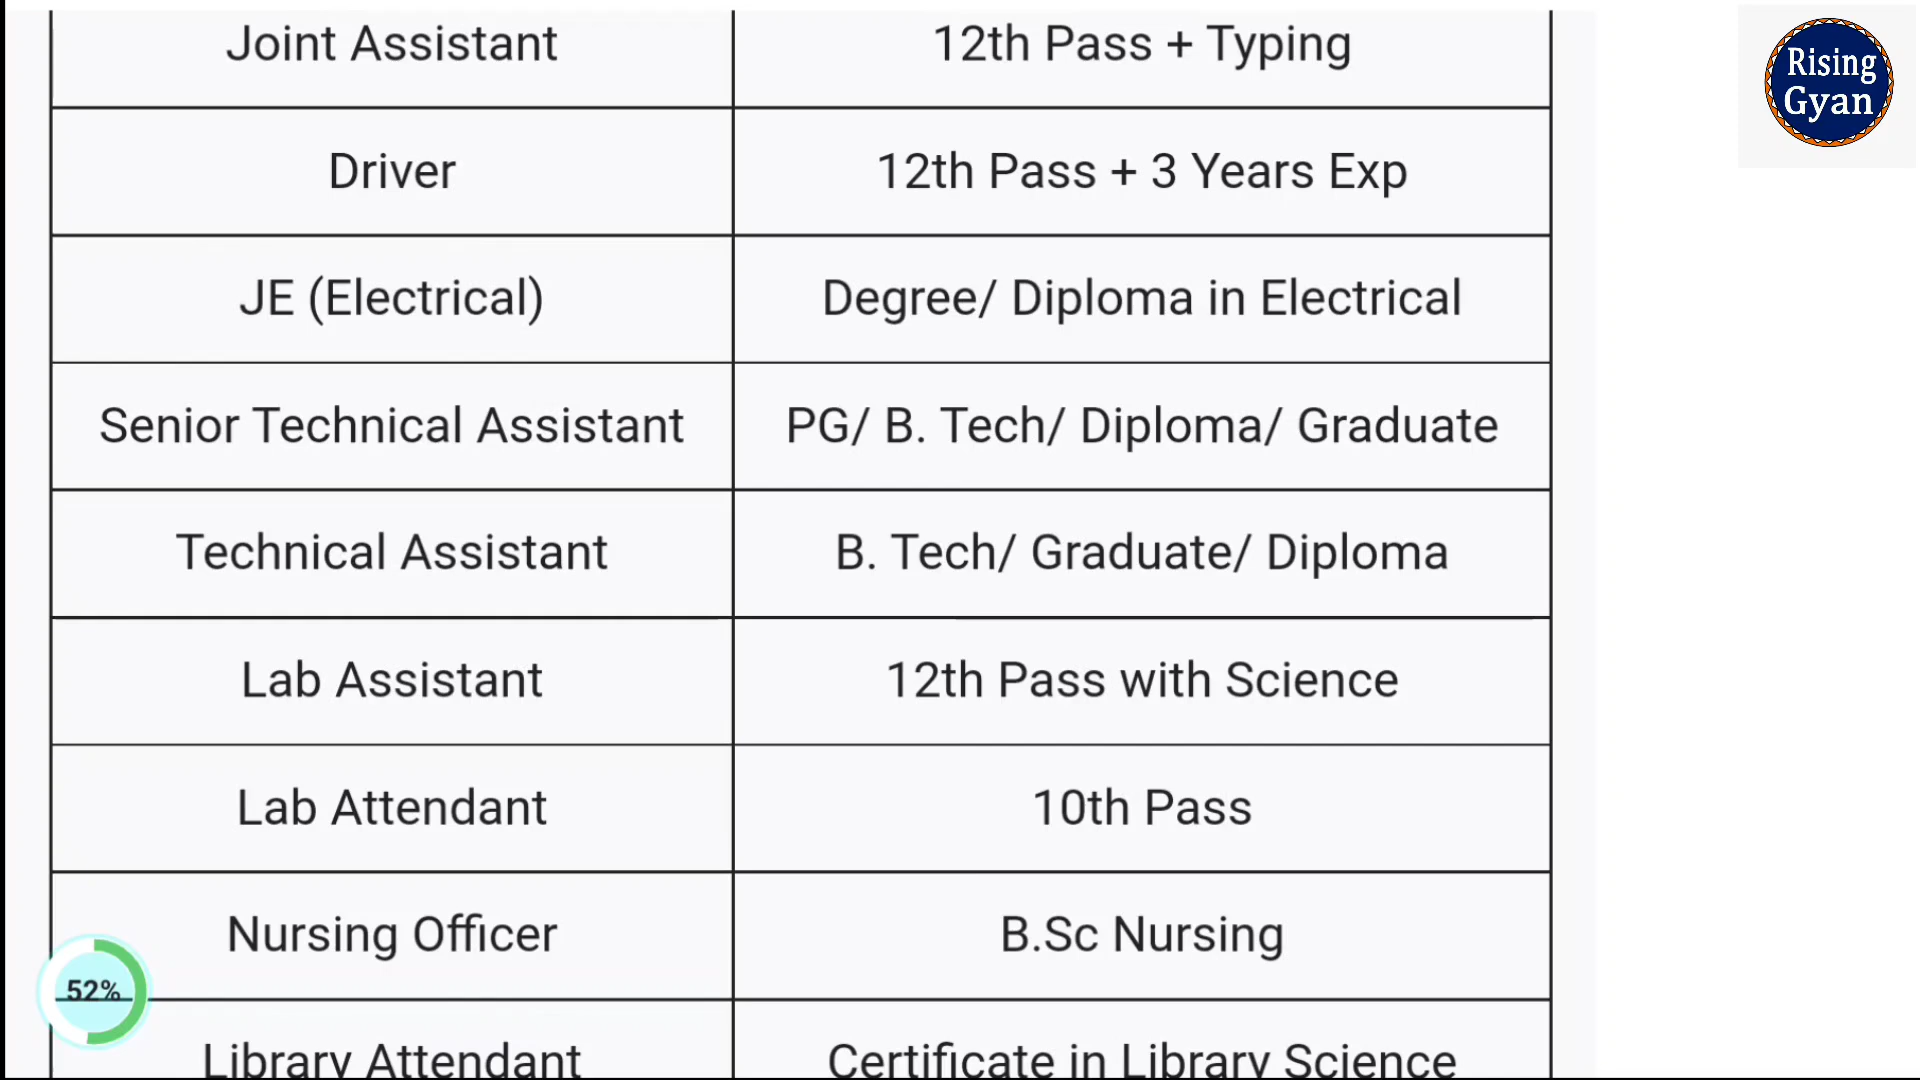 Joint Assistant 12th Pass + Typing
Rising
Gyan
Driver 12th Pass + 3 Years Exp
JE (Electrical) Degree/ Diploma in Electrical
Senior Technical Assistant PG/ B. Tech/ Diploma/ Graduate
Technical Assistant B. Tech/ Graduate/ Diploma
Lab Assistant 12th Pass with Science
Lab Attendant 10th Pass
Nursing Officer B.Sc Nursing
52%
Library Attendant Certificate in Library Science